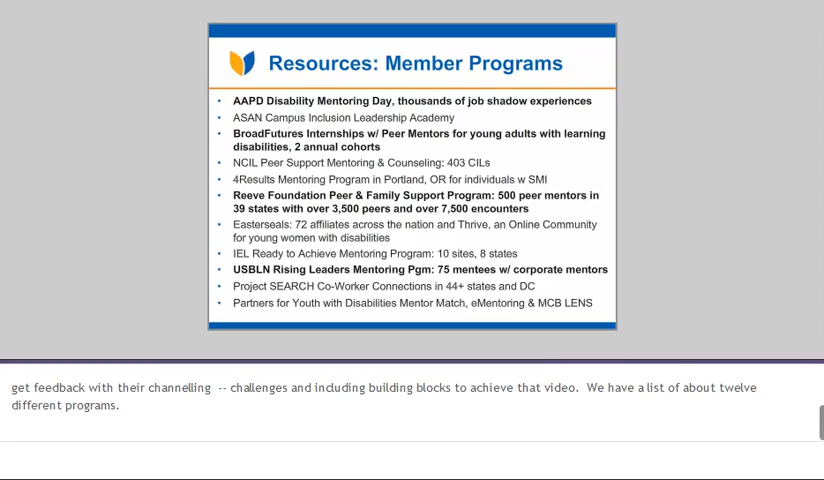 Resources: Member Programs
• AAPD Disability Mentoring Day, thousands of job shadow experiences
• ASAN Campus Inclusion Leadership Academy
• BroadFutures Internships w/ Peer Mentors for young adults with learning
disabilities, 2 annual cohorts
• NCIL Peer Support Mentoring & Counseling: 403 CILs
• 4Results Mentoring Program in Portland, OR for individuals w SMI
• Reeve Foundation Peer & Family Support Program: 500 peer mentors in
39 states with over 3,500 peers and over 7,500 encounters
• Easterseals: 72 affiliates across the nation and Thrive, an Online Community
for young women with disabilities
• IEL Ready to Achieve Mentoring Program: 10 sites, 8 states
• USBLN Rising Leaders Mentoring Pgm: 75 mentees w/ corporate mentors
• Project SEARCH Co-Worker Connections in 44+ states and DC
• Partners for Youth with Disabilities Mentor Match, eMentoring & MCB LENS
get feedback with their channelling -- challenges and including building blocks to achieve that video. We have a list of about twelve
different programs.